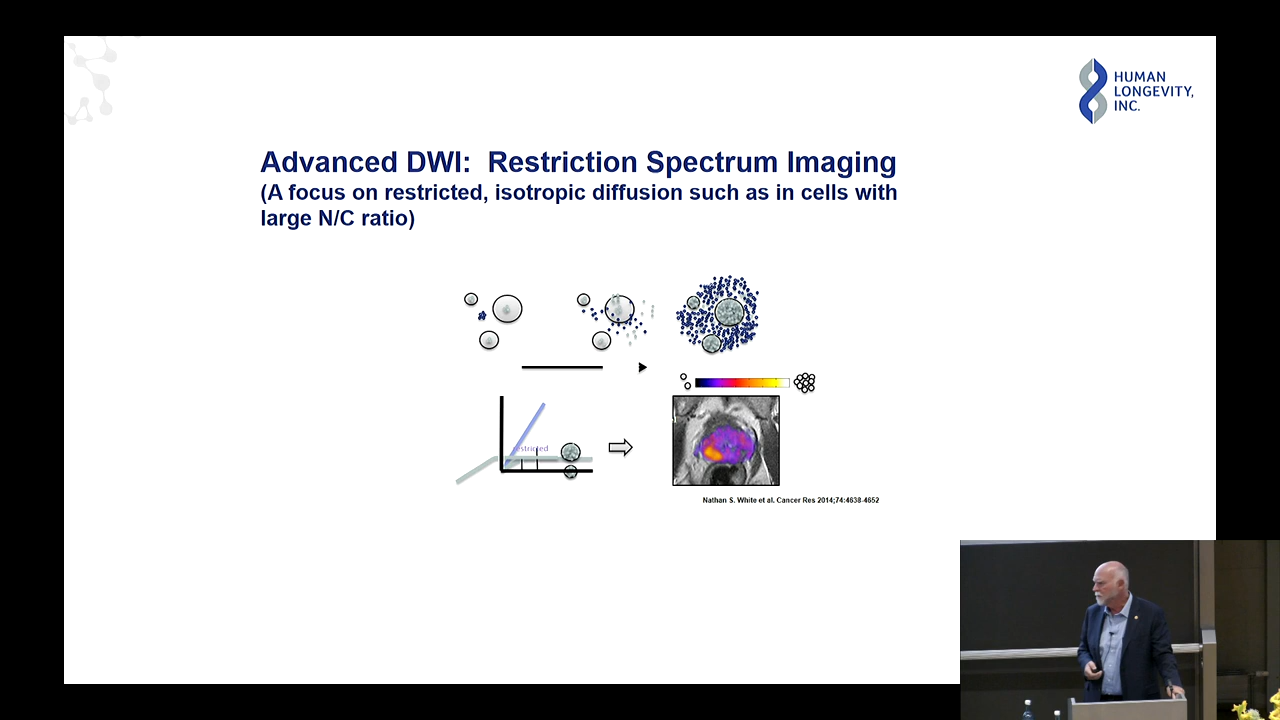 HUMAN
LONGEVITY,
INC.
Advanced DWI: Restriction Spectrum Imaging
(A focus on restricted, isotropic diffusion such as in cells with
large N/C ratio)
restricted
Nathan S. White et al. Cancer Res 2014;74:4638-4652